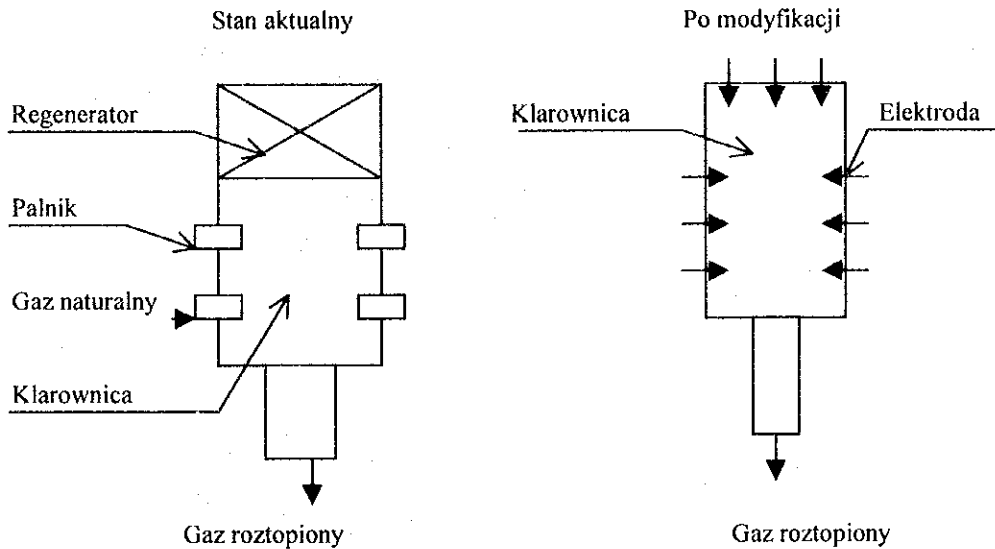 Stan aktualny
Regenerator
Palnik
Gaz naturalny
Klarownica
Gaz roztopiony
Po modyfikacji
Klarownica
Elektroda
Gaz roztopiony